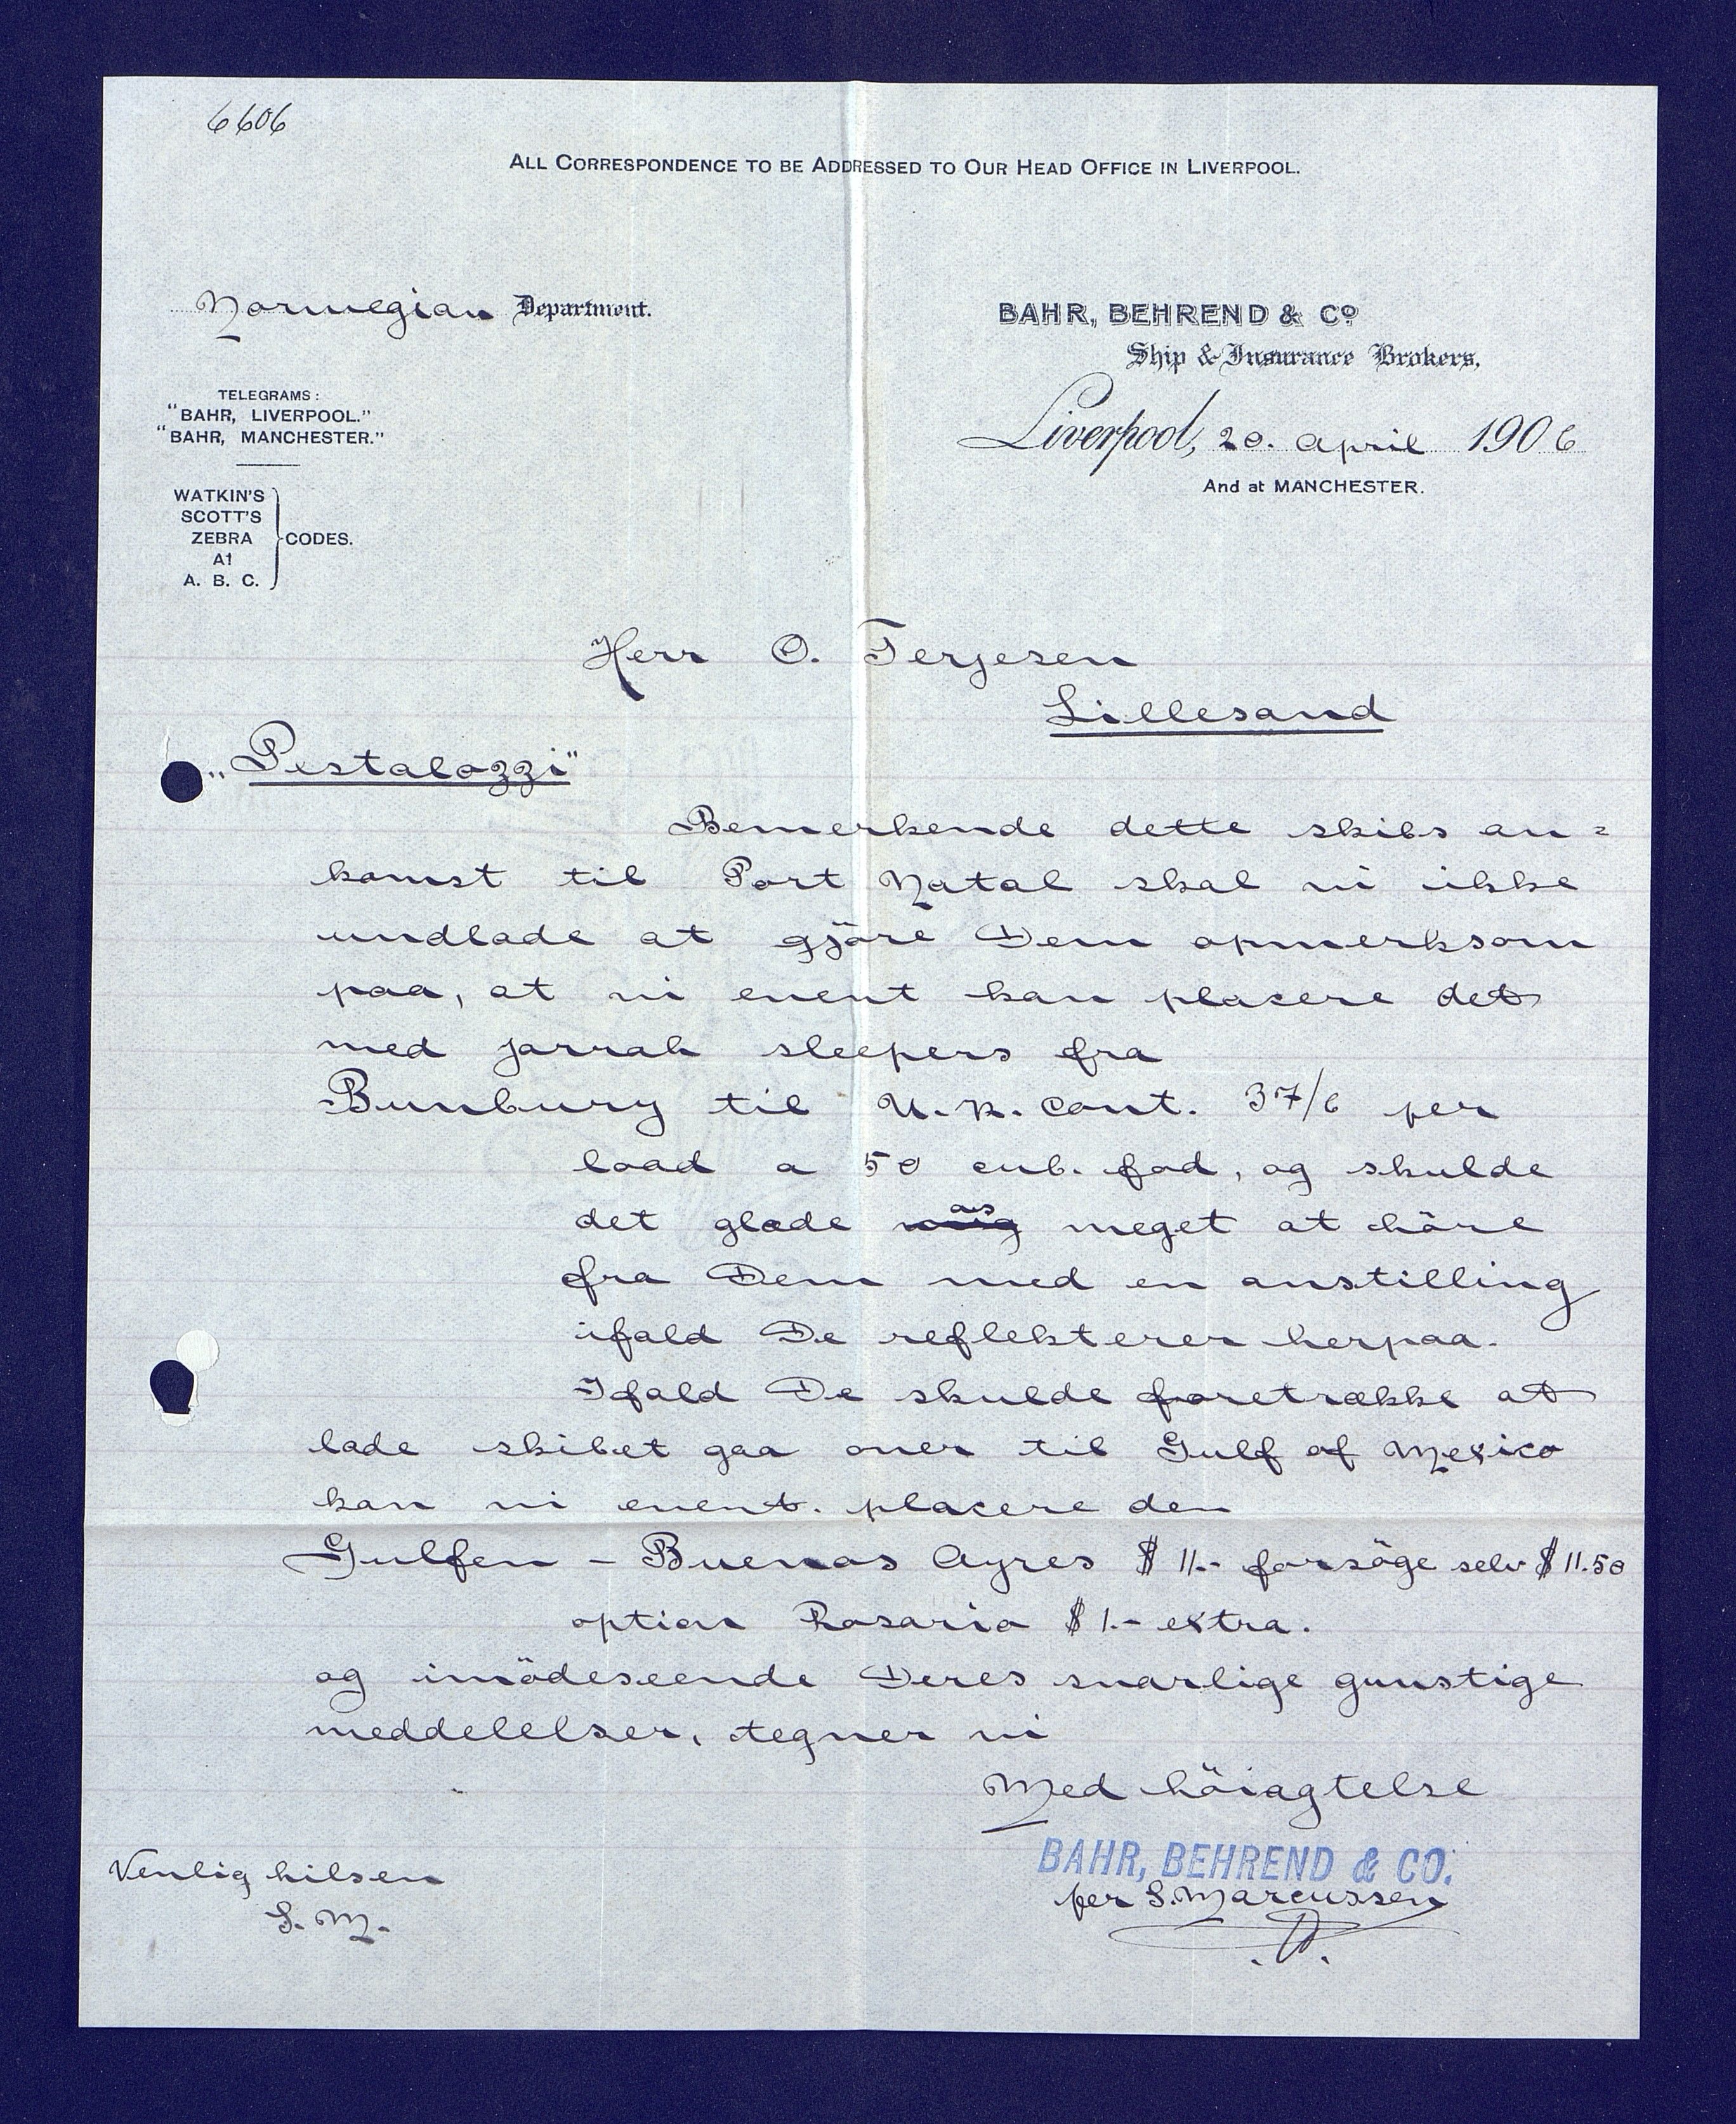 6606
ALL CORRESPONDENCE TO BE ADDRESSED TO OUR HEAD OFFICE IN LIVERPOOL.
Norwegian Department.
BAHR, BEHREND & Co
Ship & Insurance Brokers,
TELEGRAMS:
"BAHR, LIVERPOOL."
"BAHR, MANCHESTER."
Liverpool, 20. April 1906
And at MANCHESTER.
WATKIN'S
SCOTT'S
ZEBRA
A1
A. B. C.
CODES.
Herr O. Terjesen
Lillesand
„Pestalozzi"
Bemerkende dette skibs an=
komst til Port Natal skal vi ikke
undlade at gjöre Dem opmerksom
paa, at vi event kan placere det
med jarrah sleepers fra
Bunbury til U.K. Cont. 37/6 per
load a 50 cub. fod, og skulde
det glæde os meget at höre
fra Dem med en anstilling
ifald De reflekterer herpaa.
Ifald De skulde foretrække at
lade skibet gaa over til Gulf of Mexico
kan vi event. placere den
Gulfen - Buenos Ayres $ 11.- forsöge selv $ 11.50
option Rosario $ 1.- extra.
og imödeseende Deres snarlige gunstige
meddelelser, tegner vi
Med höiagtelse
BAHR, BEHREND & CO.
per S. Marcussen
Venlig hilsen
S. M.